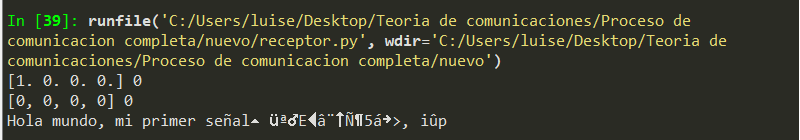 In [39]: runfile('C:/Users/luise/Desktop/Teoria de comunicaciones/Proceso de
comunicacion completa/nuevo/receptor.py', wdir='C:/Users/luise/Desktop/Teoria de
comunicaciones/Proceso de comunicacion completa/nuevo')
[1. 0. 0. 0.] 0
[0, 0, 0, 0] 0
Hola mundo, mi primer señal▲ üª♂E◀â¨↑Ñ¶5á→>, iûp